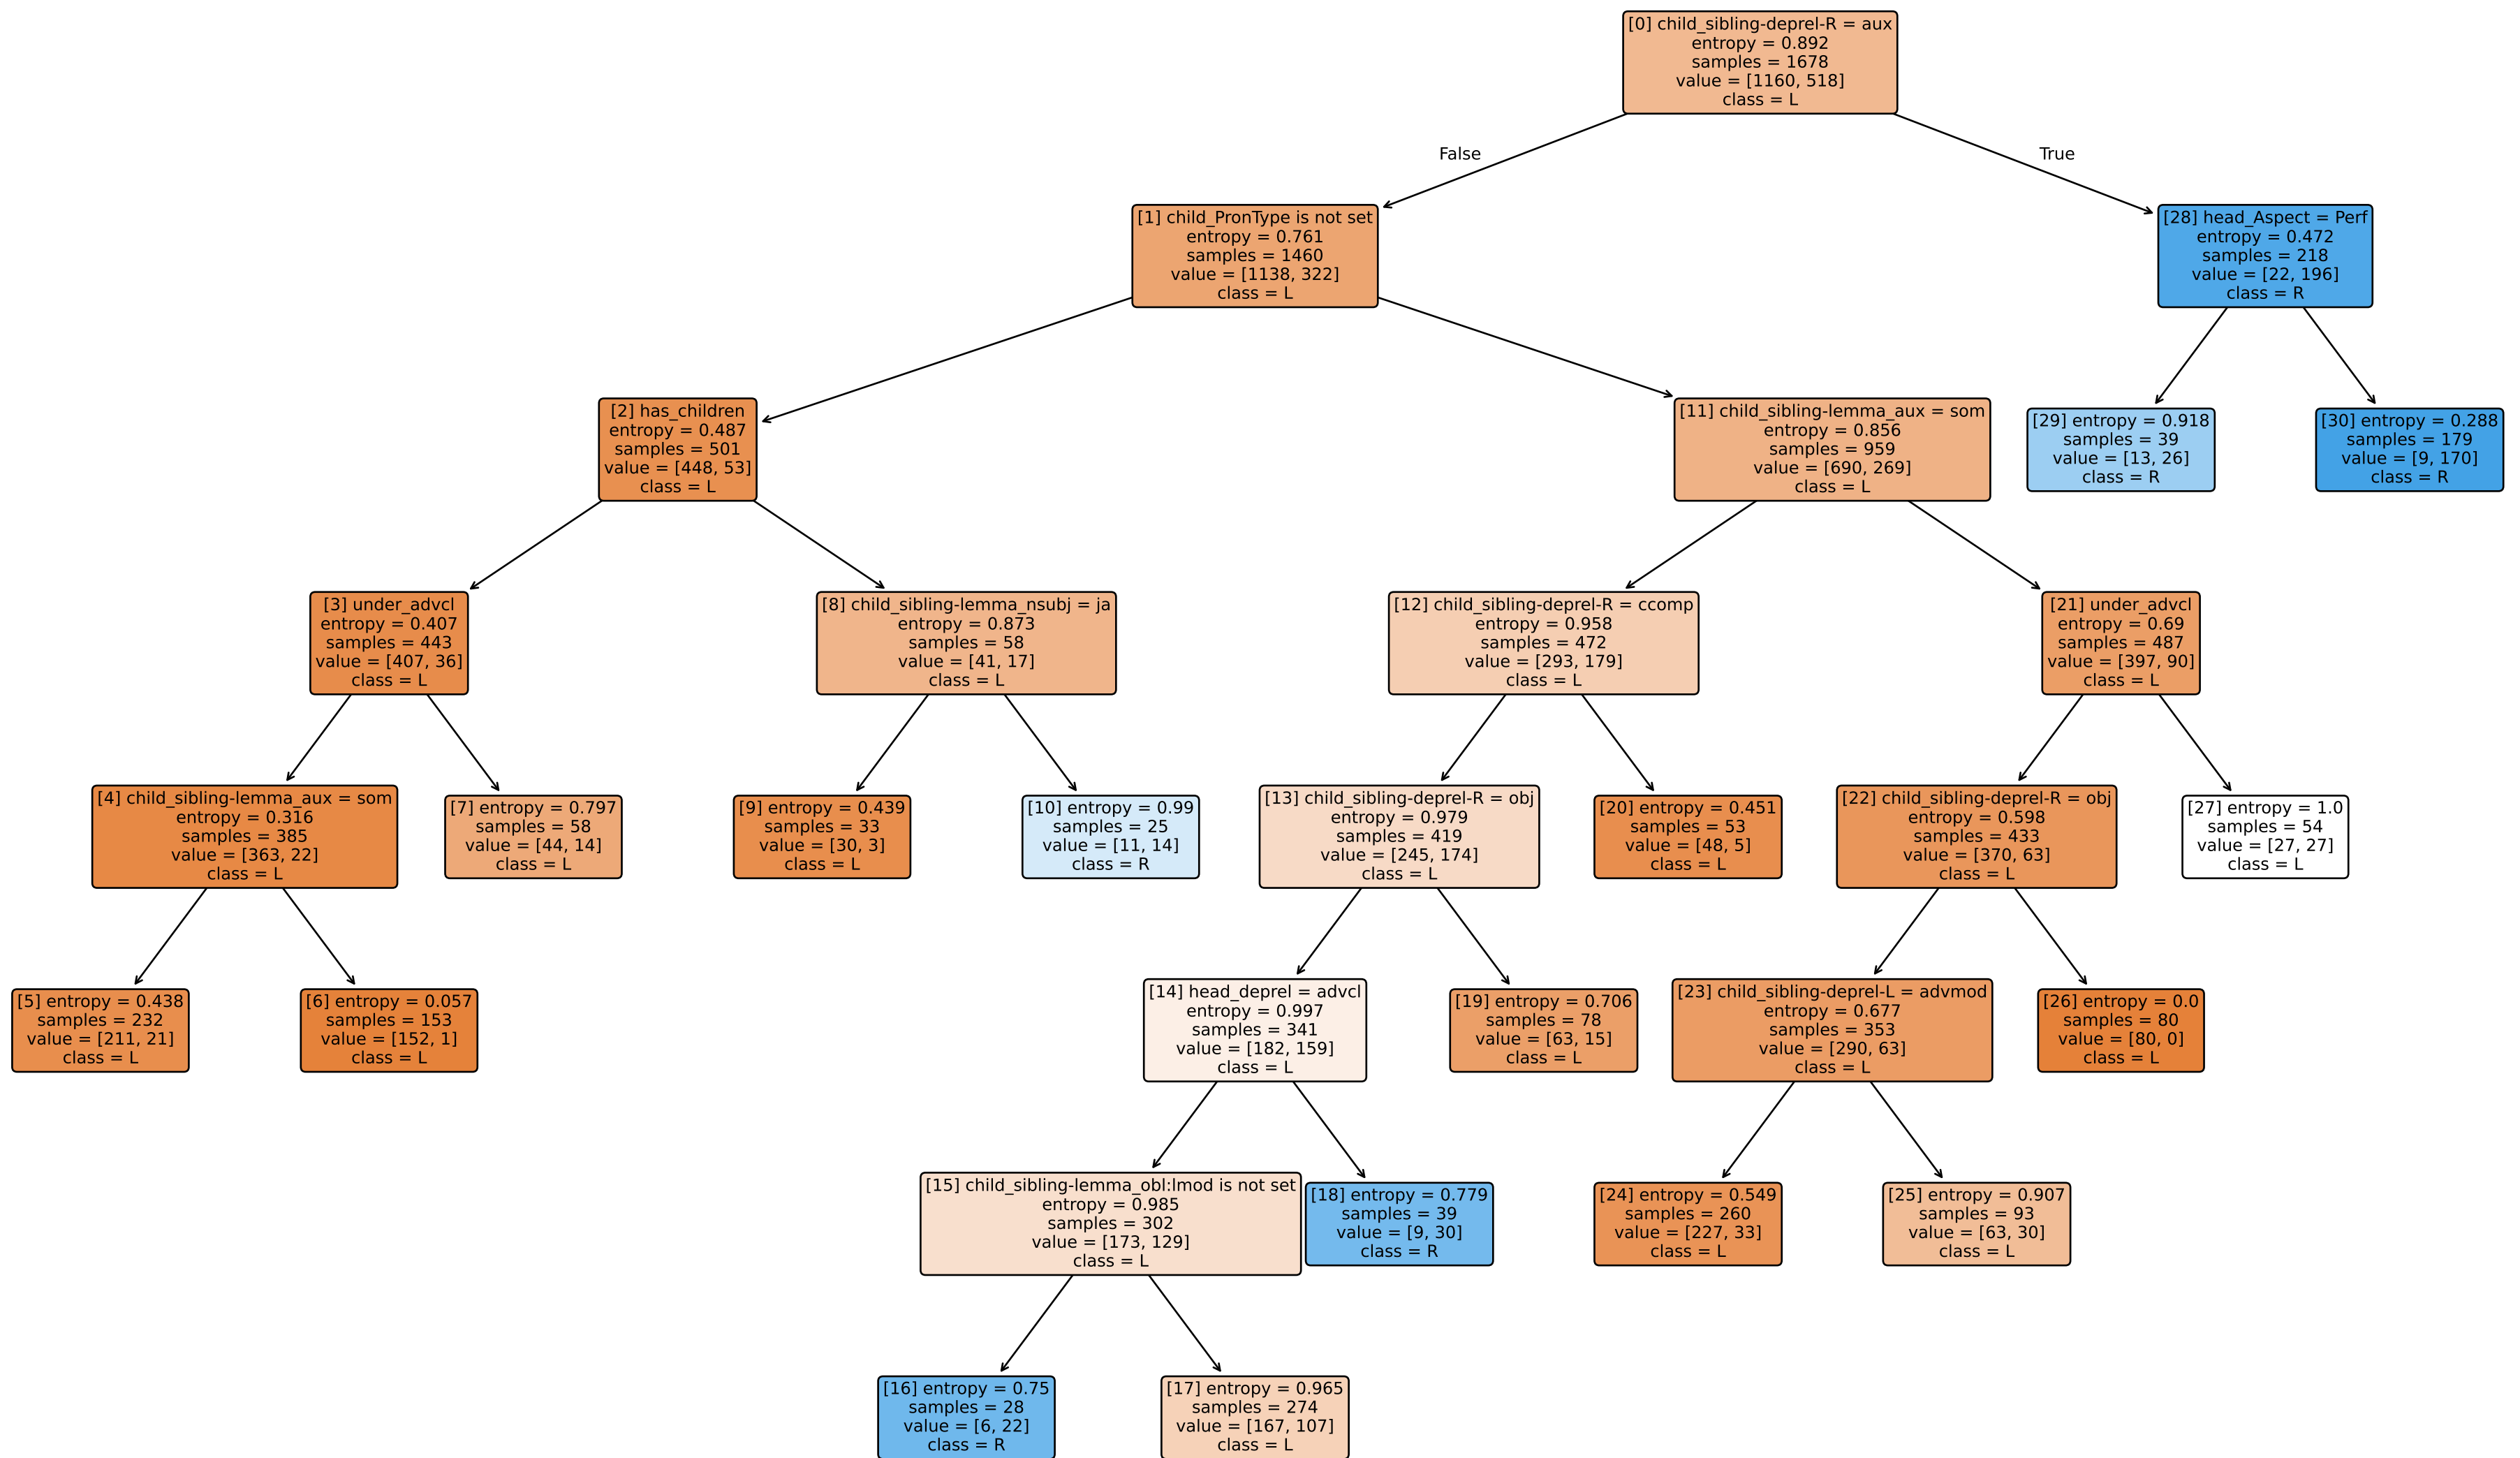 [0] child_sibling-deprel-R = aux
entropy = 0.892
samples = 1678
value = [1160, 518]
class = L
False
True
[1] child_PronType is not set
entropy = 0.761
samples = 1460
value = [1138, 322]
class = L
[28] head_Aspect = Perf
entropy = 0.472
samples = 218
value = [22, 196]
class = R
[2] has_children
entropy = 0.487
samples = 501
value = [448, 53]
class = L
[11] child_sibling-lemma_aux = som
entropy = 0.856
samples = 959
value = [690, 269]
class = L
[29] entropy = 0.918
samples = 39
value = [13, 26]
class = R
[30] entropy = 0.288
samples = 179
value = [9, 170]
class = R
[3] under_advcl
entropy = 0.407
samples = 443
value = [407, 36]
class = L
[8] child_sibling-lemma_nsubj = ja
entropy = 0.873
samples = 58
value = [41, 17]
class = L
[12] child_sibling-deprel-R = ccomp
entropy = 0.958
samples = 472
value = [293, 179]
class = L
[21] under_advcl
entropy = 0.69
samples = 487
value = [397, 90]
class = L
[4] child_sibling-lemma_aux = som
entropy = 0.316
samples = 385
value = [363, 22]
class = L
[7] entropy = 0.797
samples = 58
value = [44, 14]
class = L
[9] entropy = 0.439
samples = 33
value = [30, 3]
class = L
[10] entropy = 0.99
samples = 25
value = [11, 14]
class = R
[13] child_sibling-deprel-R = obj
entropy = 0.979
samples = 419
value = [245, 174]
class = L
[20] entropy = 0.451
samples = 53
value = [48, 5]
class = L
[22] child_sibling-deprel-R = obj
entropy = 0.598
samples = 433
value = [370, 63]
class = L
[27] entropy = 1.0
samples = 54
value = [27, 27]
class = L
[5] entropy = 0.438
samples = 232
value = [211, 21]
class = L
[6] entropy = 0.057
samples = 153
value = [152, 1]
class = L
[14] head_deprel = advcl
entropy = 0.997
samples = 341
value = [182, 159]
class = L
[19] entropy = 0.706
samples = 78
value = [63, 15]
class = L
[23] child_sibling-deprel-L = advmod
entropy = 0.677
samples = 353
value = [290, 63]
class = L
[26] entropy = 0.0
samples = 80
value = [80, 0]
class = L
[15] child_sibling-lemma_obl:lmod is not set
entropy = 0.985
samples = 302
value = [173, 129]
class = L
[18] entropy = 0.779
samples = 39
value = [9, 30]
class = R
[24] entropy = 0.549
samples = 260
value = [227, 33]
class = L
[25] entropy = 0.907
samples = 93
value = [63, 30]
class = L
[16] entropy = 0.75
samples = 28
value = [6, 22]
class = R
[17] entropy = 0.965
samples = 274
value = [167, 107]
class = L